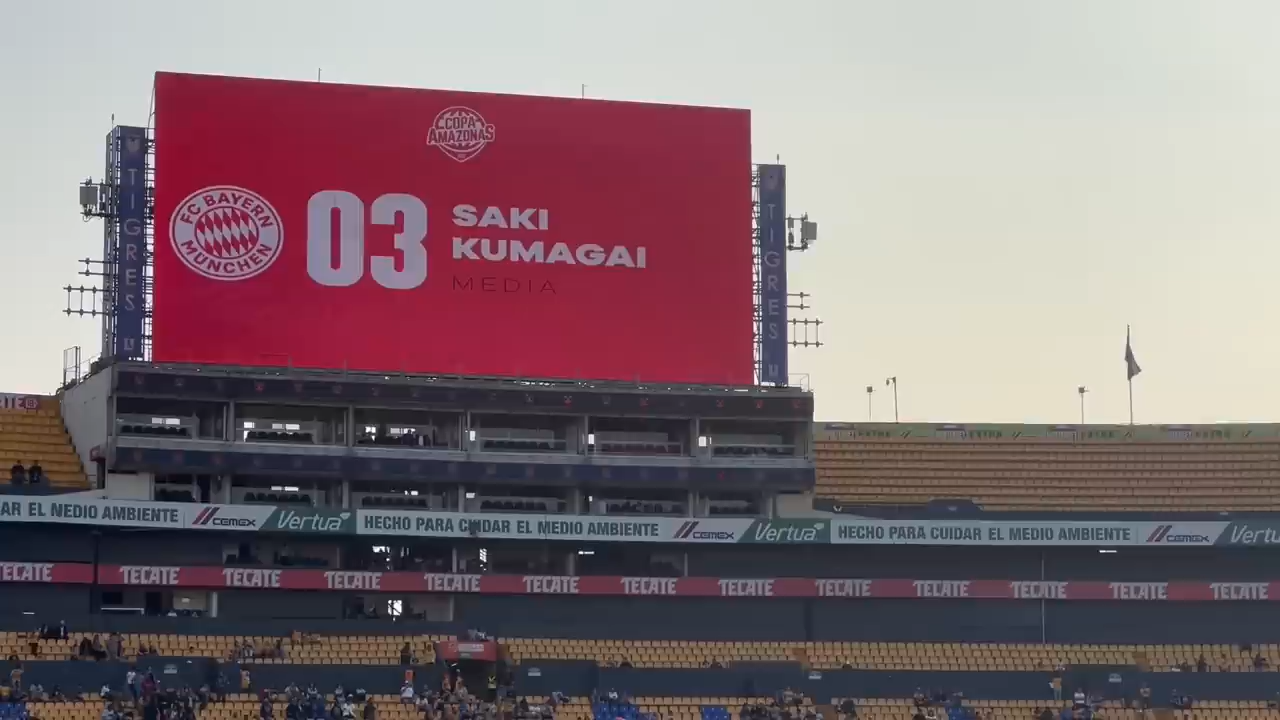 COPA
AMAZONAS
FC BAYERN
MÜNCHEN
03
SAKI
KUMAGAI
MEDIA
TIGRES
TIGRES
AR EL MEDIO AMBIENTE CEMEX Vertua HECHO PARA CUIDAR EL MEDIO AMBIENTE CEMEX Vertua HECHO PARA CUIDAR EL MEDIO AMBIENTE CEMEX Vertu
TECATE TECATE TECATE TECATE TECATE TECATE TECATE TECATE TECATE TECATE TECATE TECATE TECATE